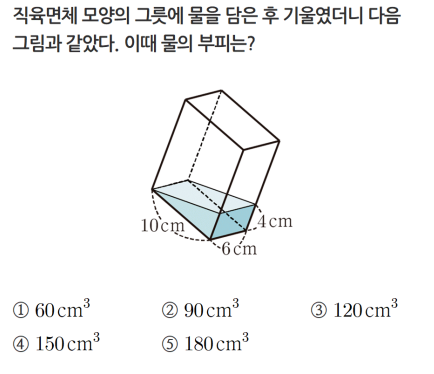 직육면체 모양의 그릇에 물을 담은 후 기울였더니 다음
그림과 같았다. 이때 물의 부피는?
10cm
4cm
6cm
① 60cm³ ② 90cm³ ③ 120cm³
④ 150cm³ ⑤ 180cm³